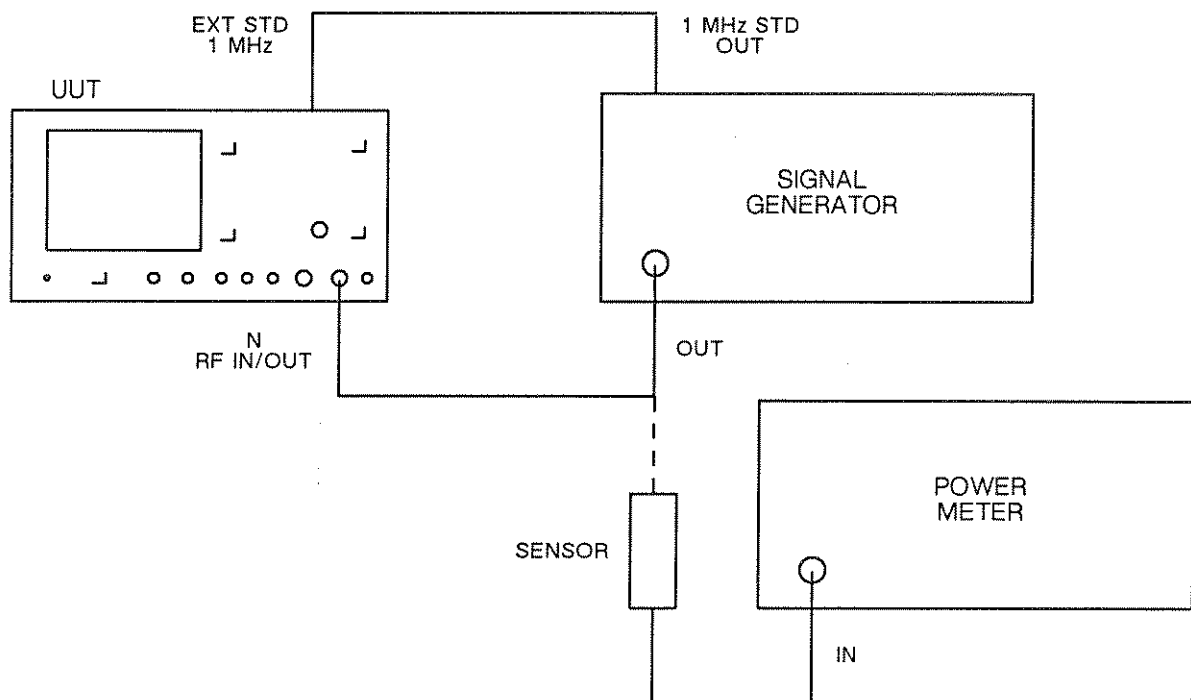 EXT STD
1 MHz
1 MHz STD
OUT
UUT
SIGNAL
GENERATOR
N
RF IN/OUT
OUT
POWER
METER
SENSOR
IN